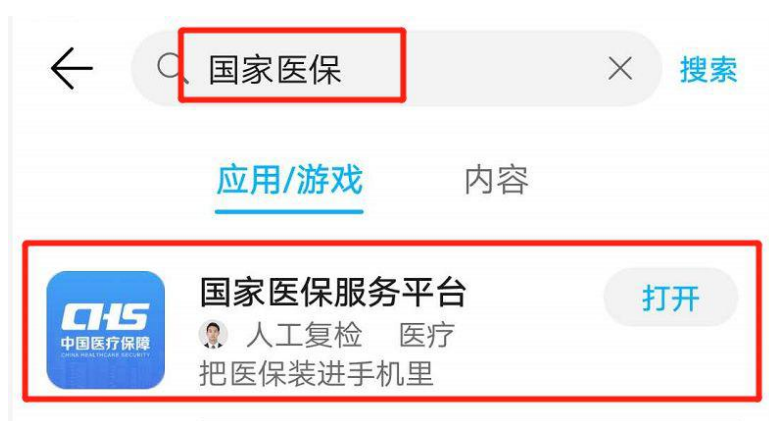 国家医保
搜索
应用/游戏 内容
国家医保服务平台
打开
人工复检 医疗
把医保装进手机里
CHS
中国医疗保障
CHINA HEALTHCARE SECURITY